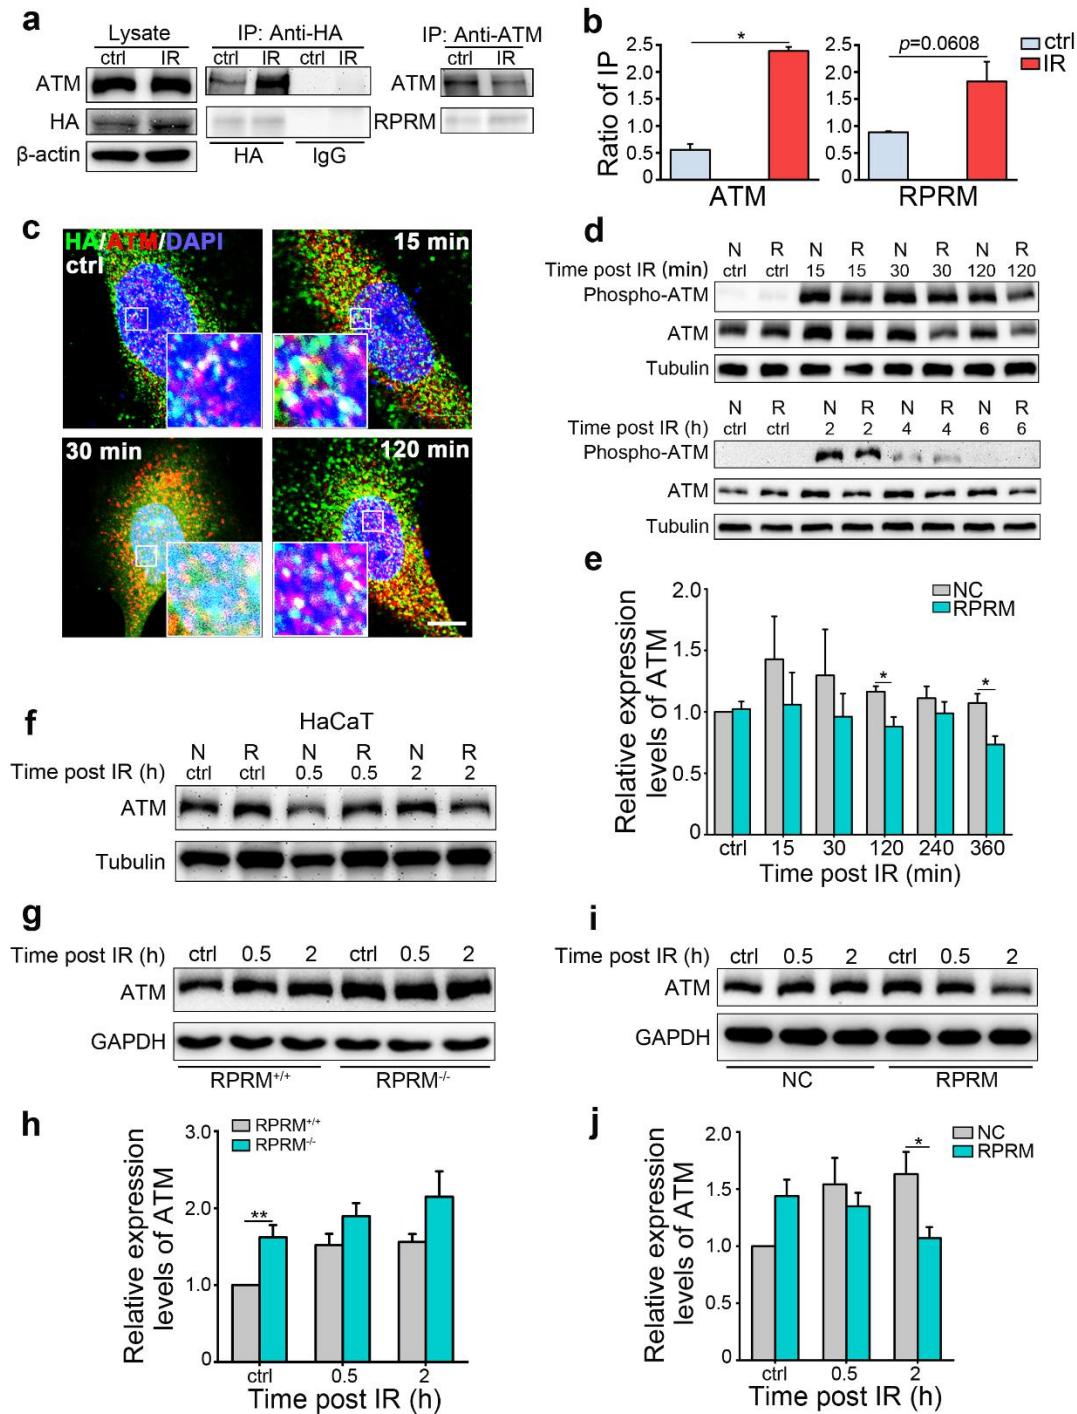 a
Lysate
IP: Anti-HA
IP: Anti-ATM
ctrl IR ctrl IR ctrl IR ctrl IR
ATM
ATM
HA
RPRM
β-actin
HA IgG
b
ctrl
IR
Ratio of IP
2.5
2.0
1.5
1.0
0.5
*
ATM
2.5
2.0
1.5
1.0
0.5
p=0.0608
RPRM
c
HA/ATM/DAPI
ctrl
15 min
30 min
120 min
d
N R N R N R N R
Time post IR (min) ctrl ctrl 15 15 30 30 120 120
Phospho-ATM
ATM
Tubulin
N R N R N R N R
Time post IR (h) ctrl ctrl 2 2 4 4 6 6
Phospho-ATM
ATM
Tubulin
e
NC
RPRM
Relative expression
levels of ATM
2.0
1.5
1.0
0.5
0
*
*
ctrl 15 30 120 240 360
Time post IR (min)
f
HaCaT
N R N R N R
Time post IR (h) ctrl ctrl 0.5 0.5 2 2
ATM
Tubulin
g
Time post IR (h) ctrl 0.5 2 ctrl 0.5 2
ATM
GAPDH
RPRM+/+ RPRM-/-
i
Time post IR (h) ctrl 0.5 2 ctrl 0.5 2
ATM
GAPDH
NC RPRM
h
RPRM+/+
RPRM-/-
Relative expression
levels of ATM
3.0
2.0
1.0
0
**
ctrl 0.5 2
Time post IR (h)
j
NC
RPRM
Relative expression
levels of ATM
2.0
1.5
1.0
0.5
0
*
ctrl 0.5 2
Time post IR (h)